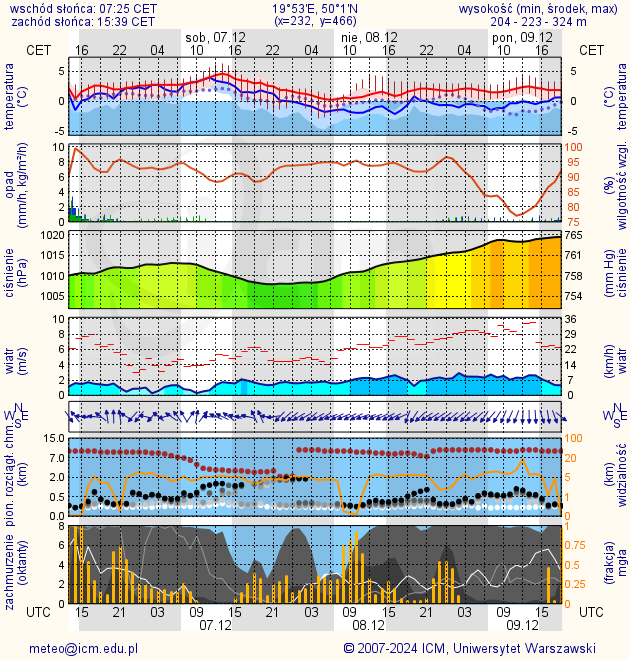 wschód słońca: 07:25 CET
zachód słońca: 15:39 CET
19°53'E, 50°1'N
(x=232, y=466)
wysokość (min, środek, max)
204 - 223 - 324 m
sob, 07.12
nie, 08.12
pon, 09.12
CET 16 22 04 10 16 22 04 10 16 22 04 10 16 CET
temperatura
(°C)
5
0
-5
5
0
-5
temperatura
(°C)
opad
(mm/h, kg/m²/h)
10
8
6
4
2
0
100
95
90
85
80
75
(%)
wilgotność wzgl.
ciśnienie
(hPa)
1020
1015
1010
1005
765
761
758
754
(mm Hg)
ciśnienie
wiatr
(m/s)
10
8
6
4
2
0
36
29
22
14
7
0
(km/h)
wiatr
N
W E
S
N
W E
S
pion. rozciągł. chm.
(km)
15.0
7.0
2.0
0.5
0.0
100
20
5
1
0
(km)
widzialność
zachmurzenie
(oktanty)
8
6
4
2
0
1
0.75
0.5
0.25
0
(frakcja)
mgła
UTC 15 21 03 09 15 21 03 09 15 21 03 09 15 UTC
07.12
08.12
09.12
meteo@icm.edu.pl
© 2007-2024 ICM, Uniwersytet Warszawski